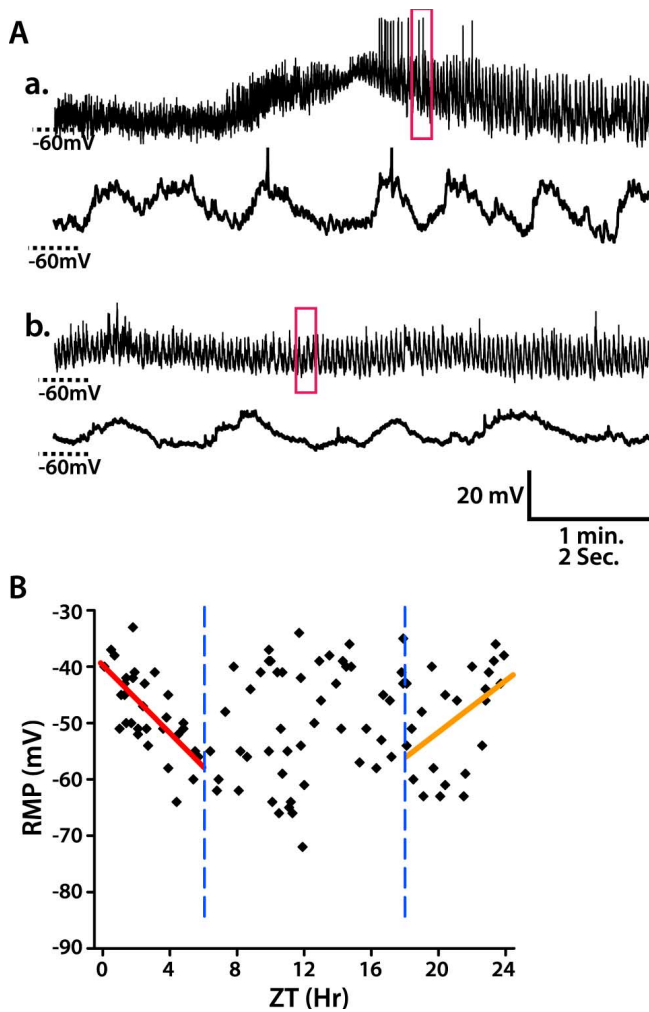 A
a.
-60mV
-60mV
b.
-60mV
-60mV
20 mV
1 min.
2 Sec.
B
-30
-40
-50
-60
-70
-80
-90
RMP (mV)
0 4 8 12 16 20 24
ZT (Hr)